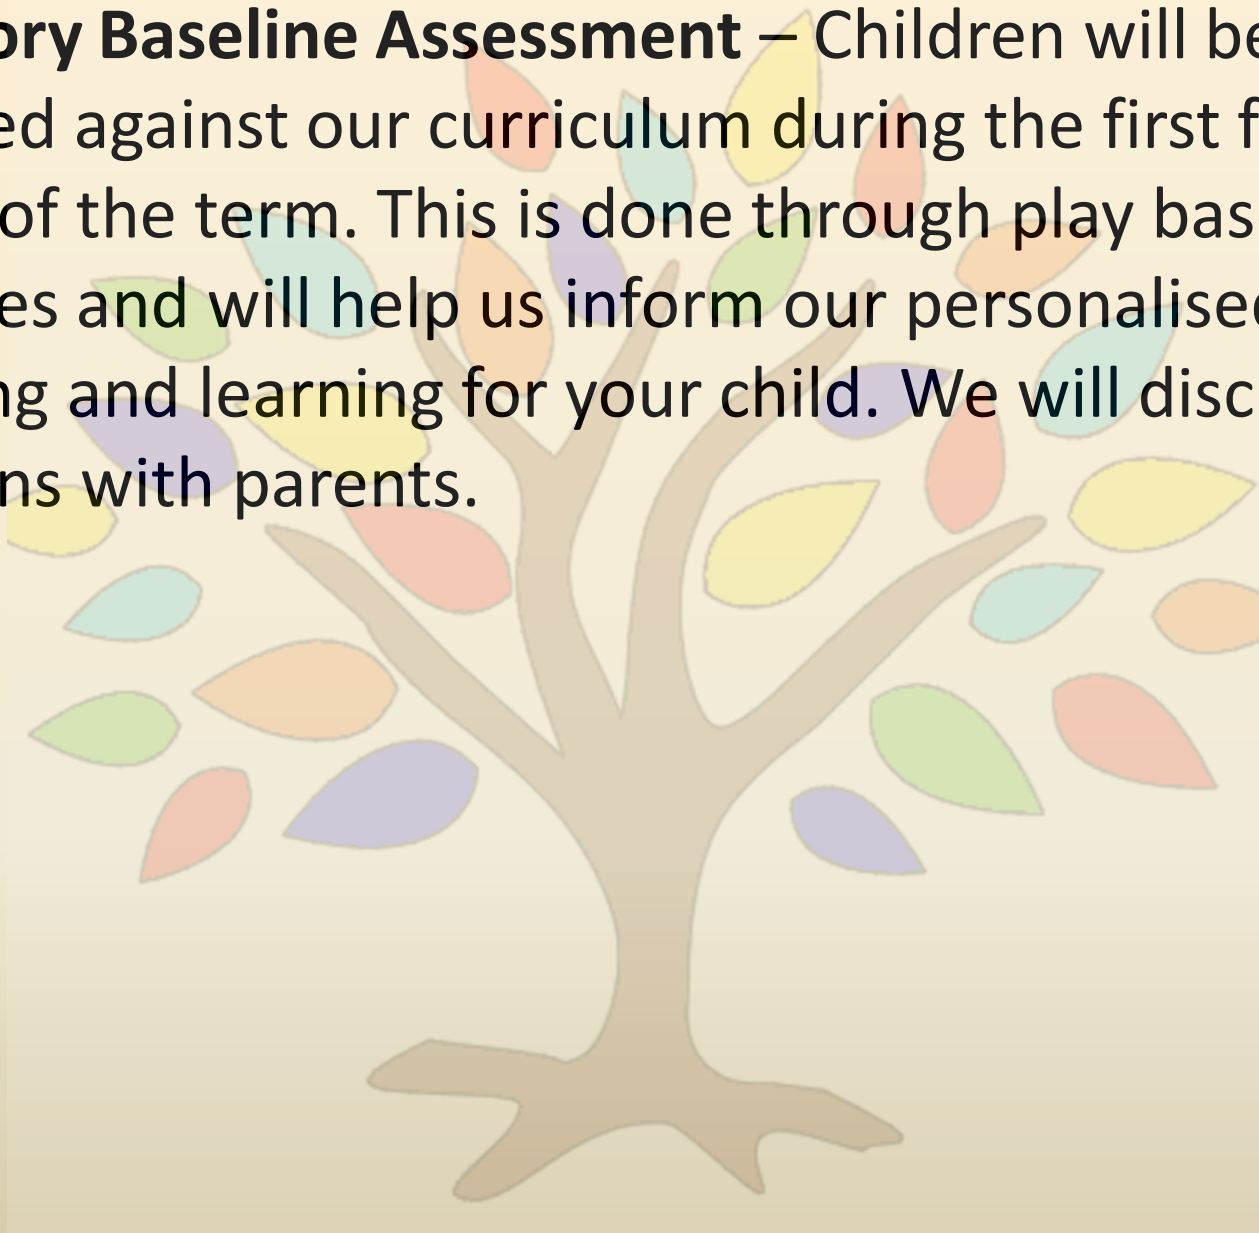 ory Baseline Assessment – Children will be
ed against our curriculum during the first f
of the term. This is done through play bas
es and will help us inform our personalised
ng and learning for your child. We will disc
ns with parents.